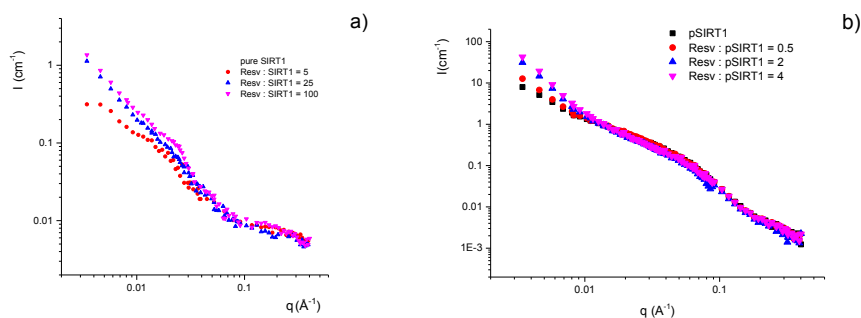 a)
I (cm⁻¹)
pure SIRT1
Resv : SIRT1 = 5
Resv : SIRT1 = 25
Resv : SIRT1 = 100
1
0.1
0.01
0.01
0.1
q (Å⁻¹)
b)
I(cm⁻¹)
pSIRT1
Resv : pSIRT1 = 0.5
Resv : pSIRT1 = 2
Resv : pSIRT1 = 4
100
10
1
0.1
0.01
1E-3
0.01
0.1
q (A⁻¹)